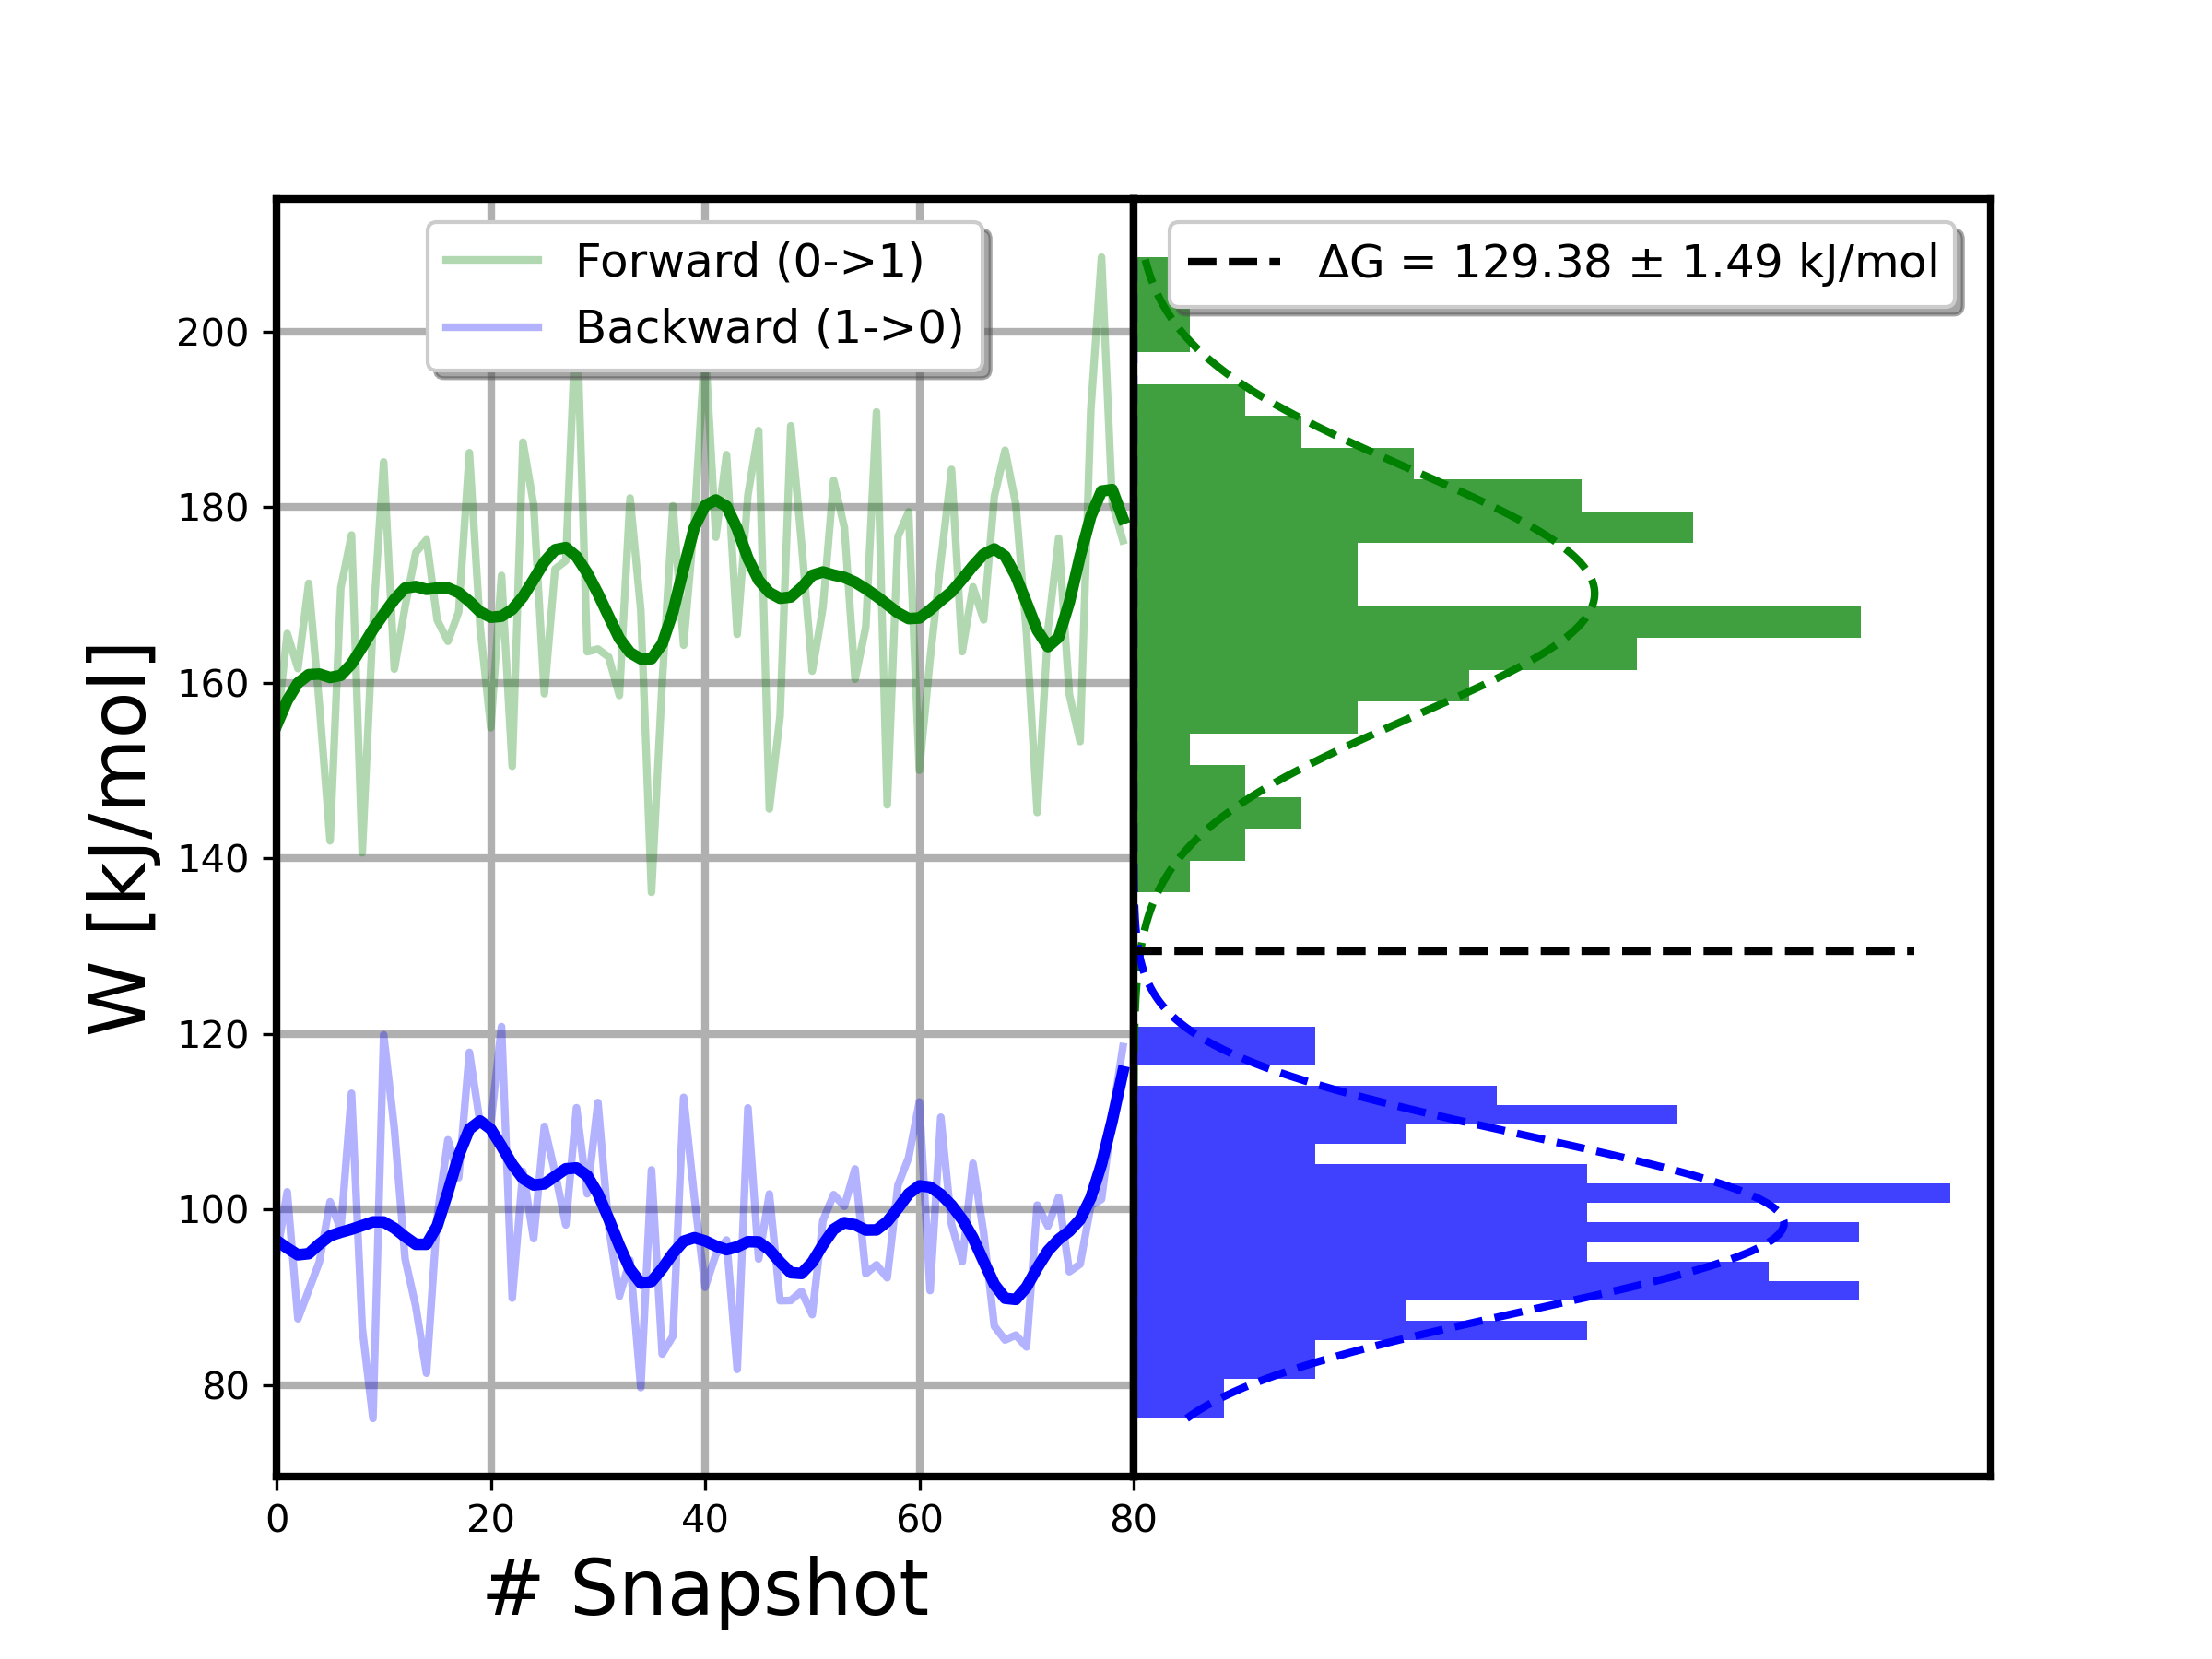 Forward (0->1)
Backward (1->0)
ΔG = 129.38 ± 1.49 kJ/mol
W [kJ/mol]
200
180
160
140
120
100
80
0 20 40 60 80
# Snapshot